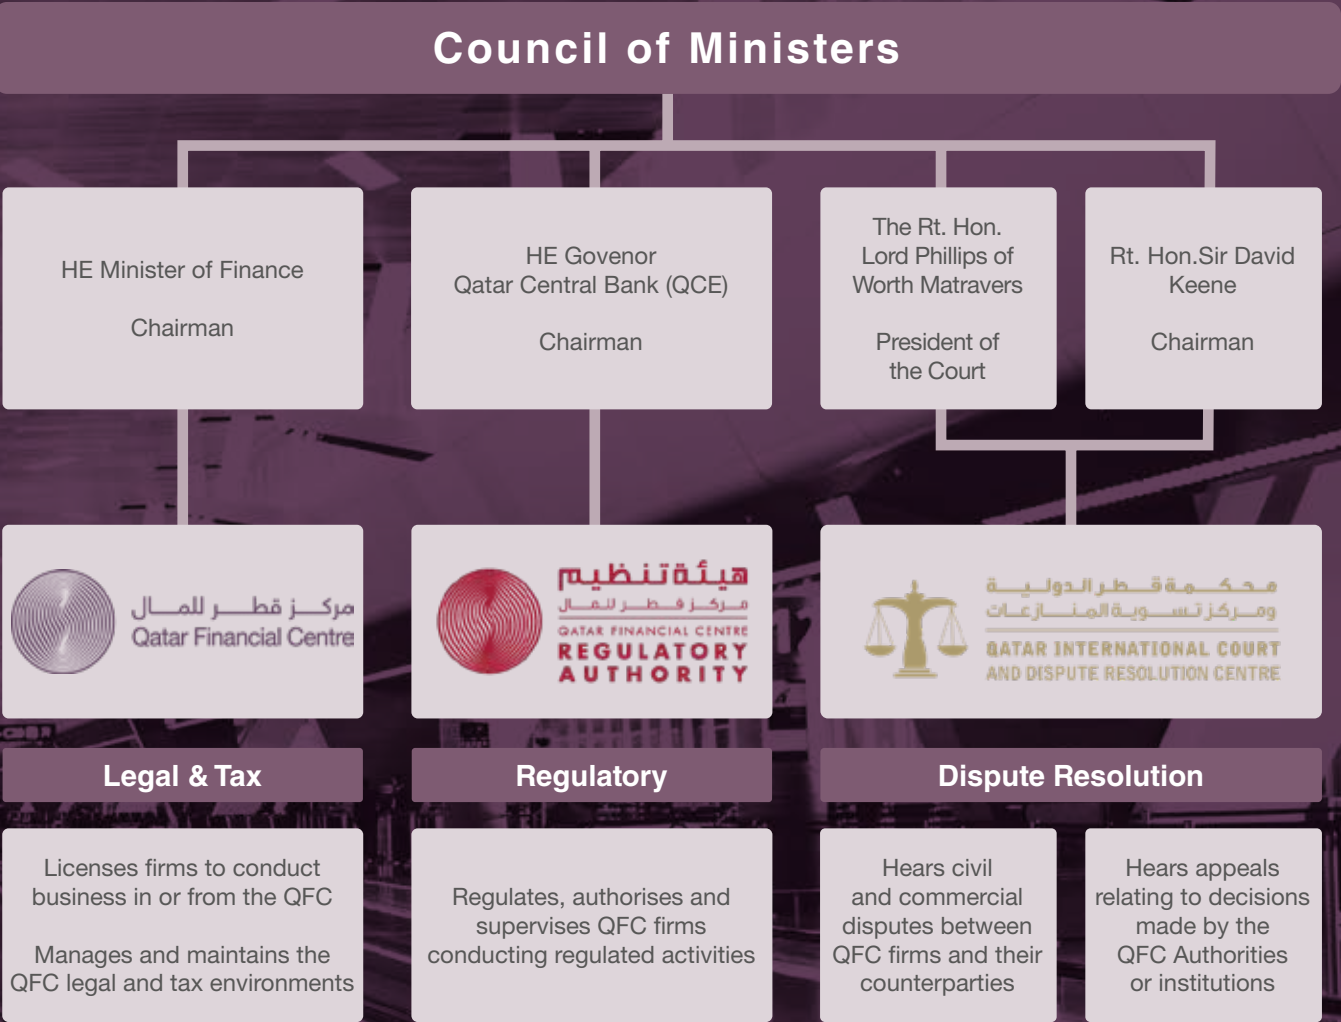 Council of Ministers
HE Minister of Finance
Chairman
HE Govenor
Qatar Central Bank (QCE)
Chairman
The Rt. Hon.
Lord Phillips of
Worth Matravers
President of
the Court
Rt. Hon.Sir David
Keene
Chairman
مركز قطر للمال
Qatar Financial Centre
هيئة تنظيم
مركز قطر للمال
QATAR FINANCIAL CENTRE
REGULATORY
AUTHORITY
محكمة قطر الدولية
ومركز تسوية المنازعات
QATAR INTERNATIONAL COURT
AND DISPUTE RESOLUTION CENTRE
Legal & Tax
Regulatory
Dispute Resolution
Licenses firms to conduct
business in or from the QFC
Manages and maintains the
QFC legal and tax environments
Regulates, authorises and
supervises QFC firms
conducting regulated activities
Hears civil
and commercial
disputes between
QFC firms and their
counterparties
Hears appeals
relating to decisions
made by the
QFC Authorities
or institutions